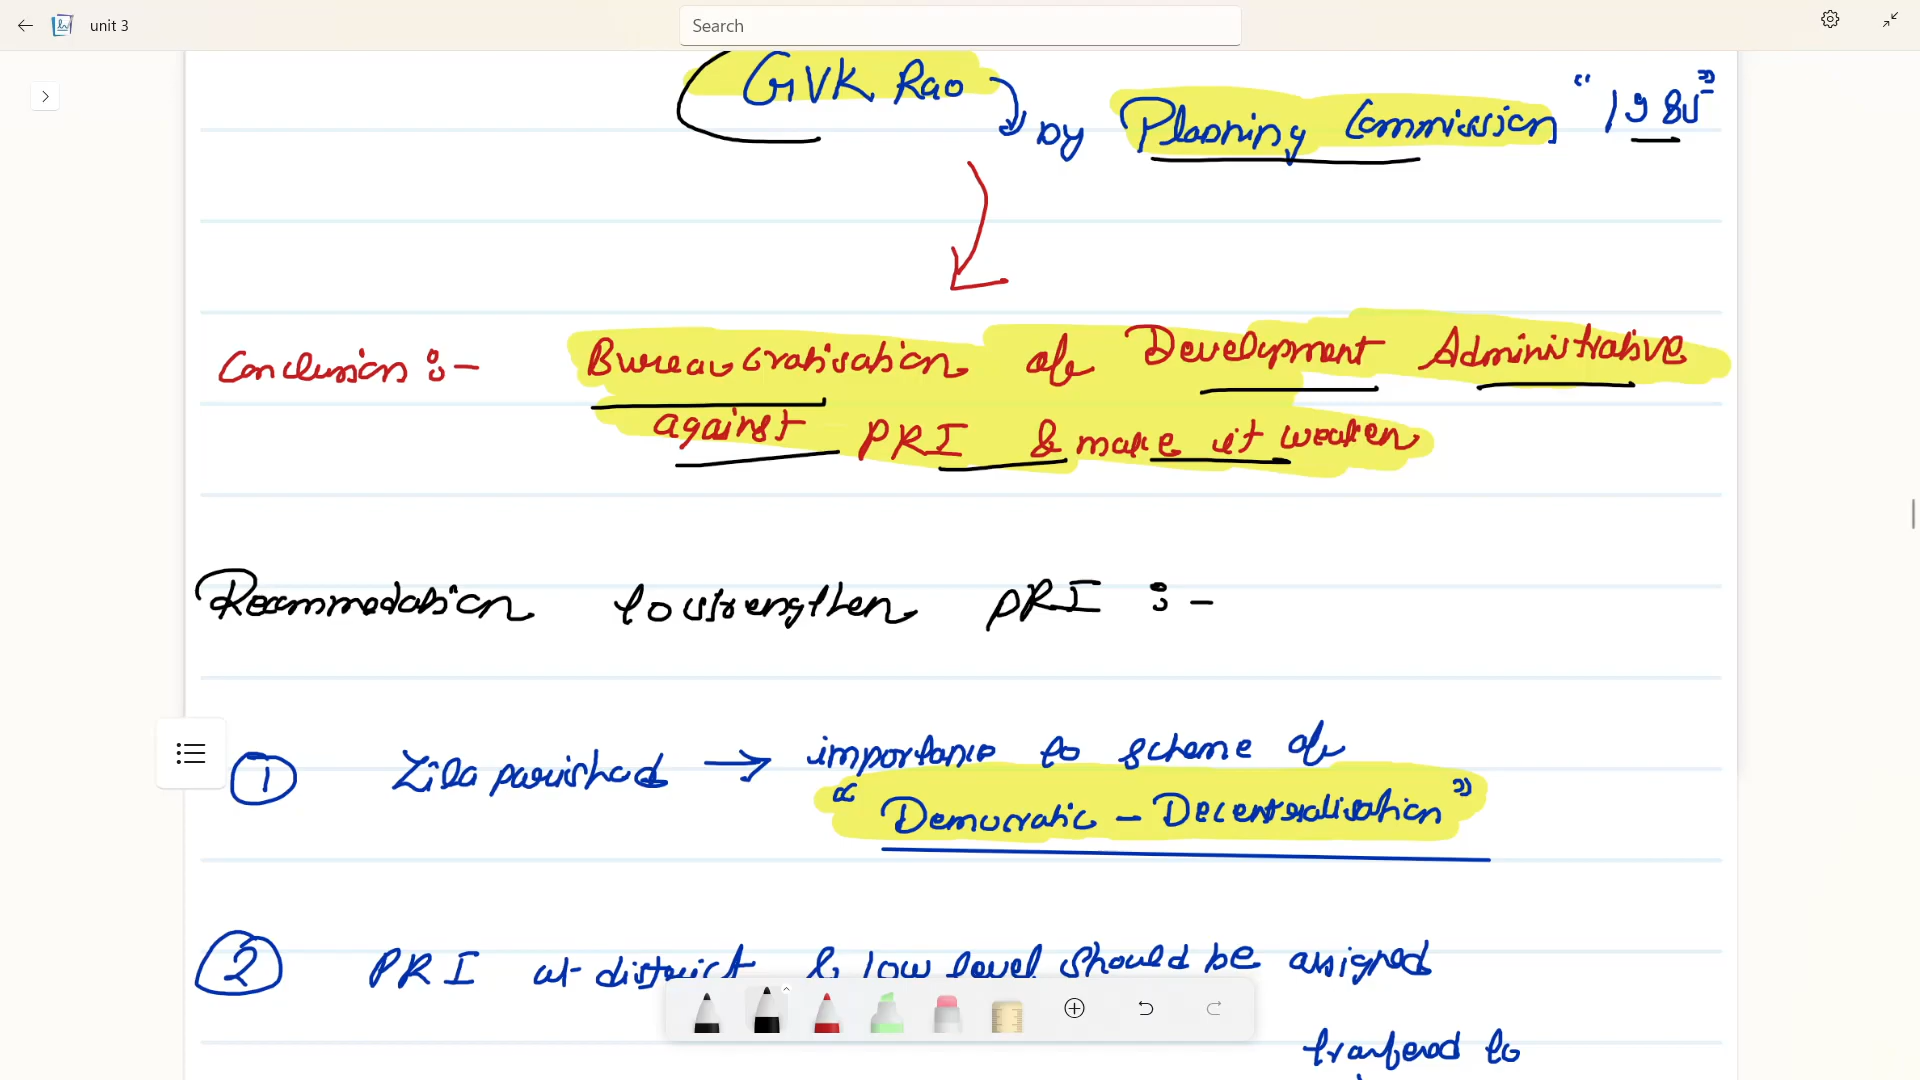 unit 3
Search
GVK Rao by Planning Commission "1985"
Conclusion :- Bureaucratisation of Development Administrative
against PRI & make it weaken
Recommodation to strengthen PRI :-
1 Zila parishad → importance to scheme of
"Democratic - Decentralisation"
2 PRI at district & low level should be assigned
tranfered to